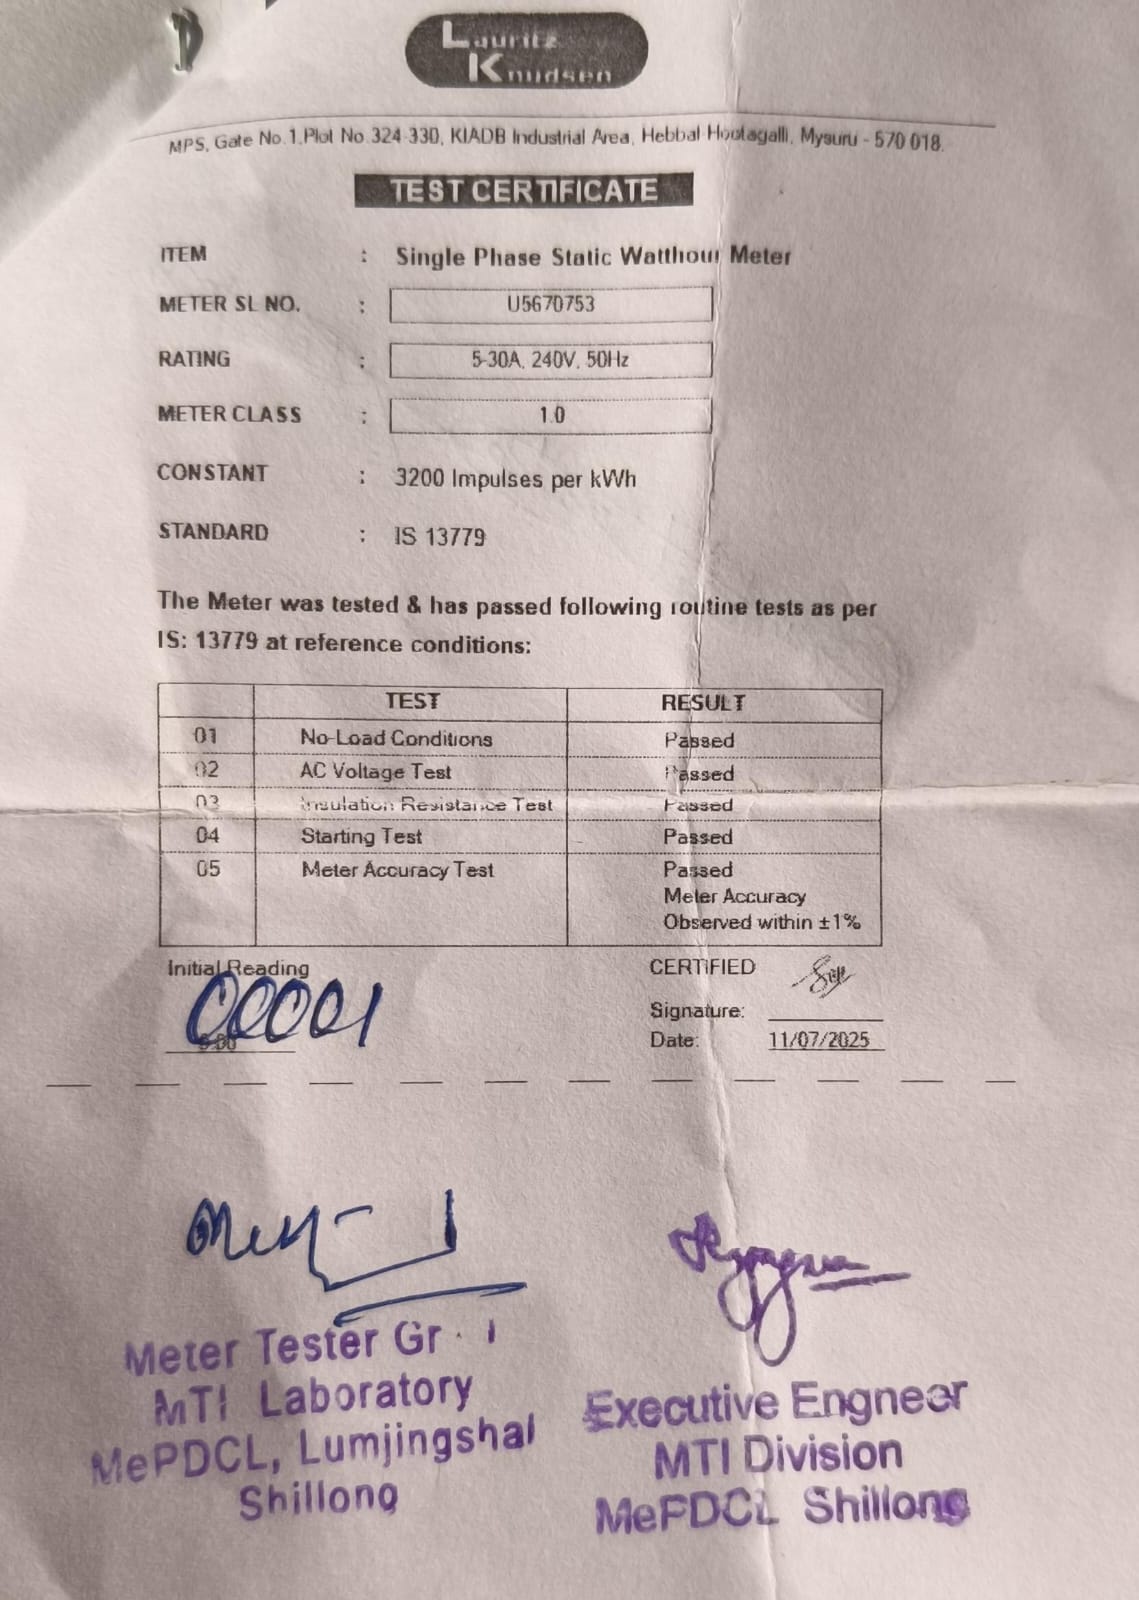 Lauritz
Knudsen
MPS, Gate No.1,Plot No.324-330, KIADB Industrial Area, Hebbal Hootagalli, Mysuru - 570 018.
TEST CERTIFICATE
ITEM : Single Phase Static Watthour Meter
METER SL NO. : U5670753
RATING : 5-30A, 240V, 50Hz
METER CLASS : 1.0
CONSTANT : 3200 Impulses per kWh
STANDARD : IS 13779
The Meter was tested & has passed following routine tests as per
IS: 13779 at reference conditions:
TEST RESULT
01 No-Load Conditions Passed
02 AC Voltage Test Passed
03 Insulation Resistance Test Passed
04 Starting Test Passed
05 Meter Accuracy Test Passed
Meter Accuracy
Observed within ±1%
Initial Reading CERTIFIED
00001
Signature:
Date: 11/07/2025
Meter Tester Gr - I
MTI Laboratory
MePDCL, Lumjingshai
Shillong
Executive Engneer
MTI Division
MePDCL Shillong